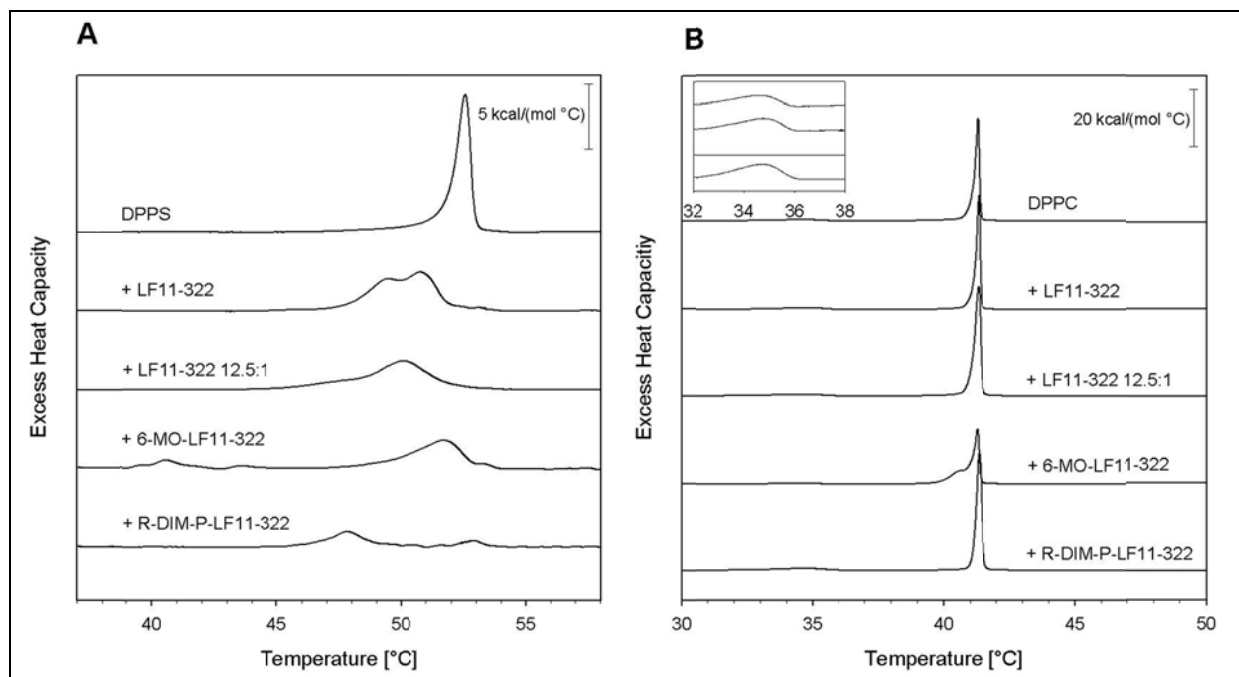 A
5 kcal/(mol °C)
DPPS
+ LF11-322
+ LF11-322 12.5:1
+ 6-MO-LF11-322
+ R-DIM-P-LF11-322
Excess Heat Capacity
40 45 50 55
Temperature [°C]
B
20 kcal/(mol °C)
32 34 36 38
DPPC
+ LF11-322
+ LF11-322 12.5:1
+ 6-MO-LF11-322
+ R-DIM-P-LF11-322
Excess Heat Capacitiy
30 35 40 45 50
Temperature [°C]